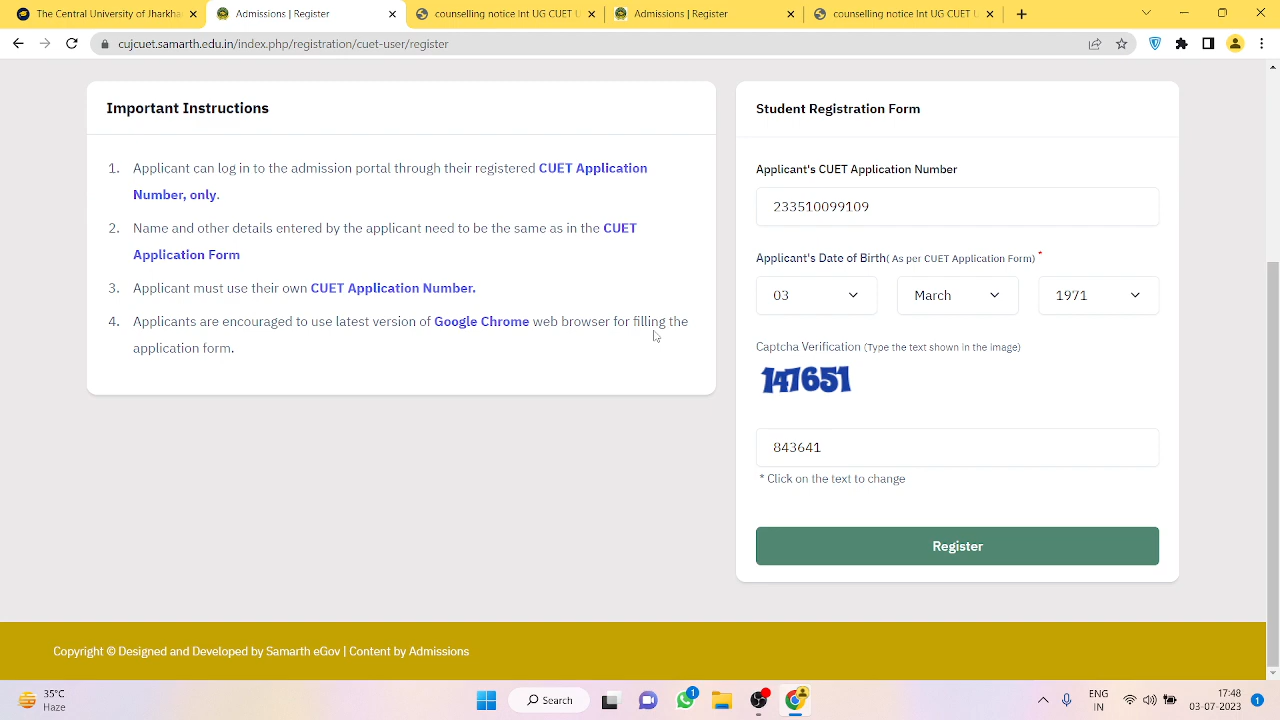 The Central University of Jharkha
Admissions | Register
counselling notice Int UG CUET U
Admissions | Register
counselling notice Int UG CUET U
cujcuet.samarth.edu.in/index.php/registration/cuet-user/register
Important Instructions
1. Applicant can log in to the admission portal through their registered CUET Application
Number, only.
2. Name and other details entered by the applicant need to be the same as in the CUET
Application Form
3. Applicant must use their own CUET Application Number.
4. Applicants are encouraged to use latest version of Google Chrome web browser for filling the
application form.
Student Registration Form
Applicant's CUET Application Number
233510099109
Applicant's Date of Birth( As per CUET Application Form) *
03 March 1971
Captcha Verification (Type the text shown in the image)
147651
843641
* Click on the text to change
Register
Copyright © Designed and Developed by Samarth eGov | Content by Admissions
35°C
Haze
Search
1
ENG
IN
17:48
03-07-2023
1